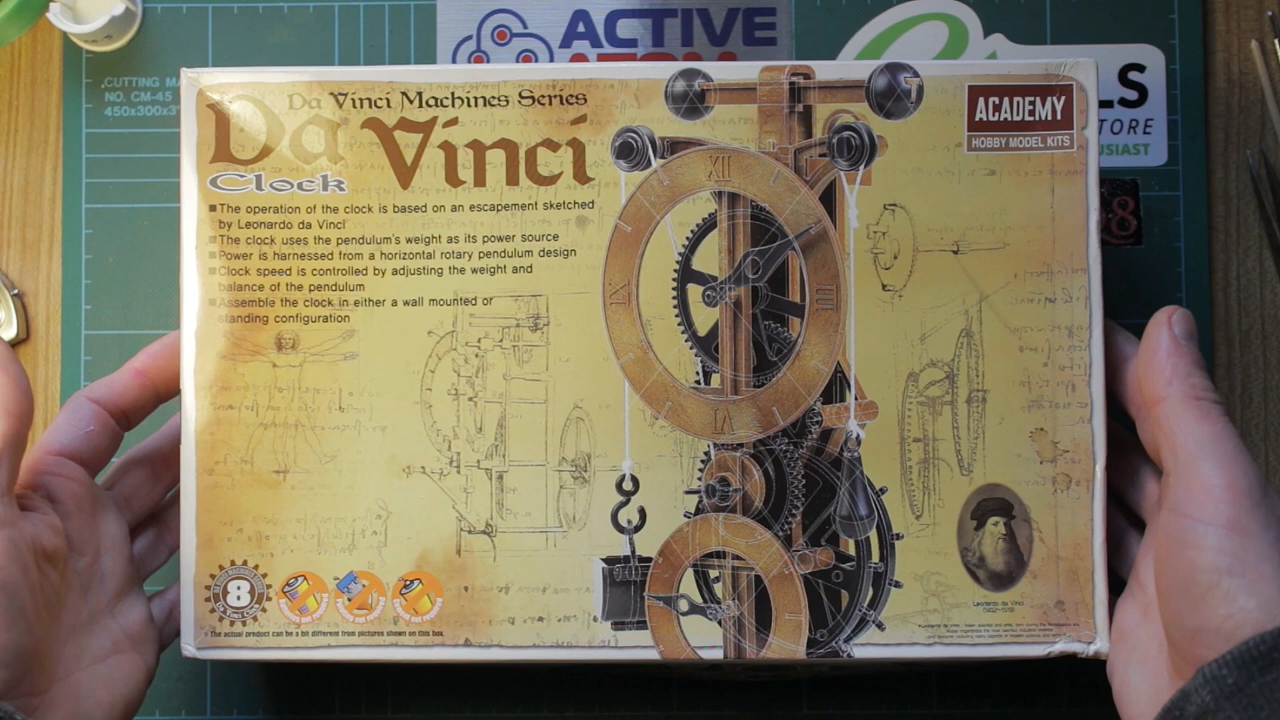 ACTIVE
CUTTING MA
NO. CM-45
450x300x3
LS
TORE
USIAST
Da Vinci Machines Series
Da Vinci
Clock
ACADEMY
HOBBY MODEL KITS
■The operation of the clock is based on an escapement sketched
by Leonardo da Vinci
■The clock uses the pendulum's weight as its power source
■Power is harnessed from a horizontal rotary pendulum design
■Clock speed is controlled by adjusting the weight and
balance of the pendulum
■Assemble the clock in either a wall mounted or
standing configuration
XII
III
VI
IX
8
Leonardo da Vinci
(1452~1519)
The actual product can be a bit different from pictures shown on this box.